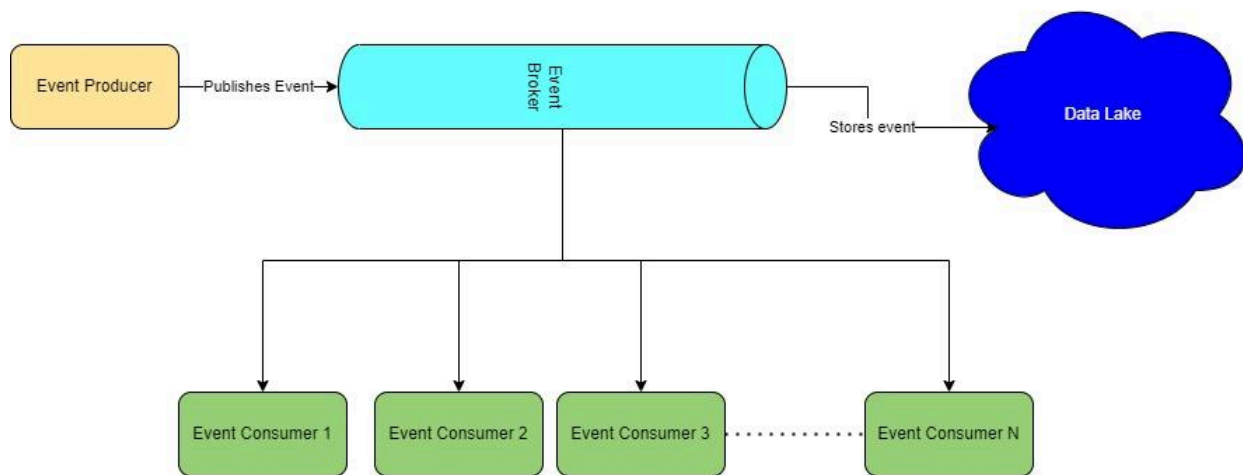 Event Producer
Publishes Event
Event
Broker
Stores event
Data Lake
Event Consumer 1
Event Consumer 2
Event Consumer 3
Event Consumer N